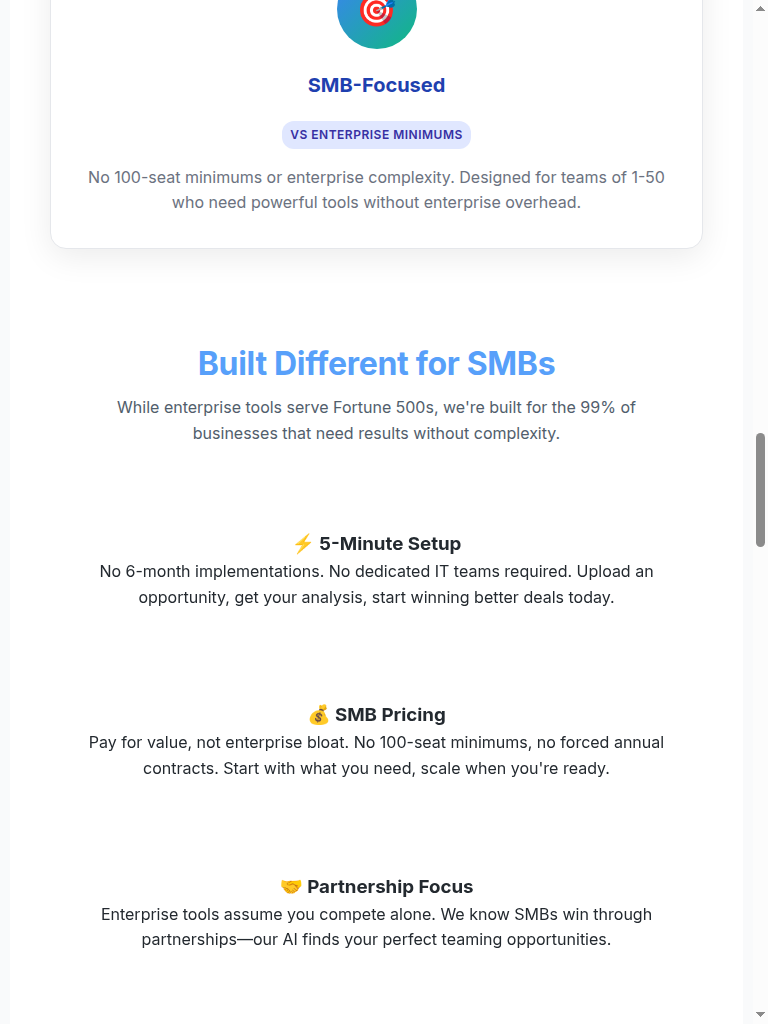 SMB-Focused
VS ENTERPRISE MINIMUMS
No 100-seat minimums or enterprise complexity. Designed for teams of 1-50
who need powerful tools without enterprise overhead.
Built Different for SMBs
While enterprise tools serve Fortune 500s, we're built for the 99% of
businesses that need results without complexity.
⚡ 5-Minute Setup
No 6-month implementations. No dedicated IT teams required. Upload an
opportunity, get your analysis, start winning better deals today.
💰 SMB Pricing
Pay for value, not enterprise bloat. No 100-seat minimums, no forced annual
contracts. Start with what you need, scale when you're ready.
🤝 Partnership Focus
Enterprise tools assume you compete alone. We know SMBs win through
partnerships—our AI finds your perfect teaming opportunities.